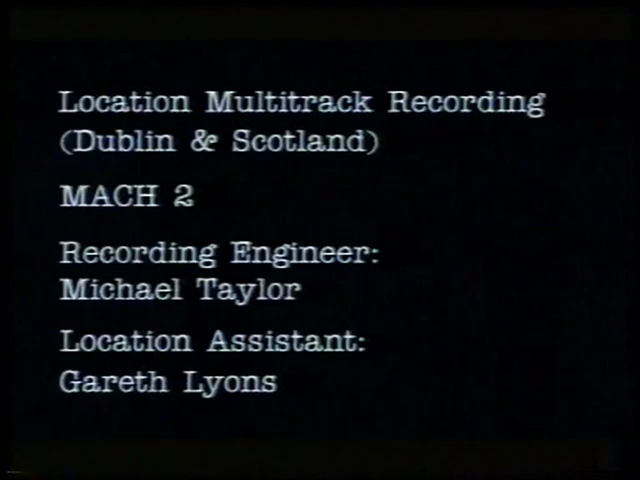 Location Multitrack Recording
(Dublin & Scotland)
MACH 2
Recording Engineer:
Michael Taylor
Location Assistant:
Gareth Lyons